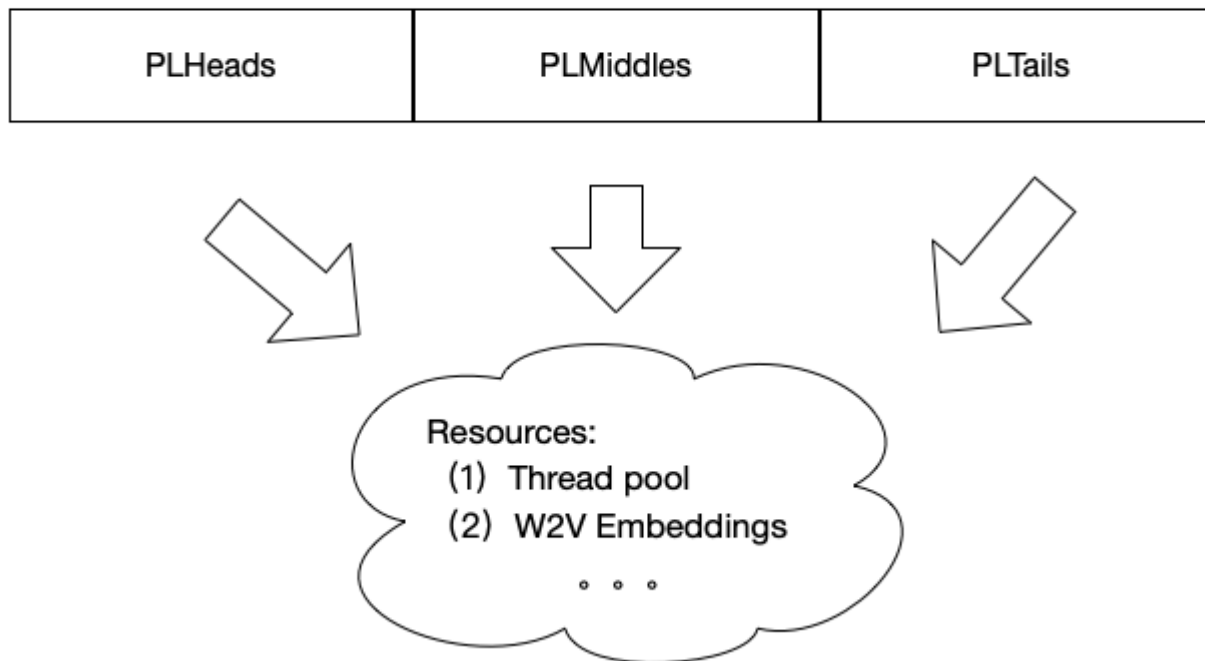 PLHeads
PLMiddles
PLTails
Resources:
(1) Thread pool
(2) W2V Embeddings
。。。